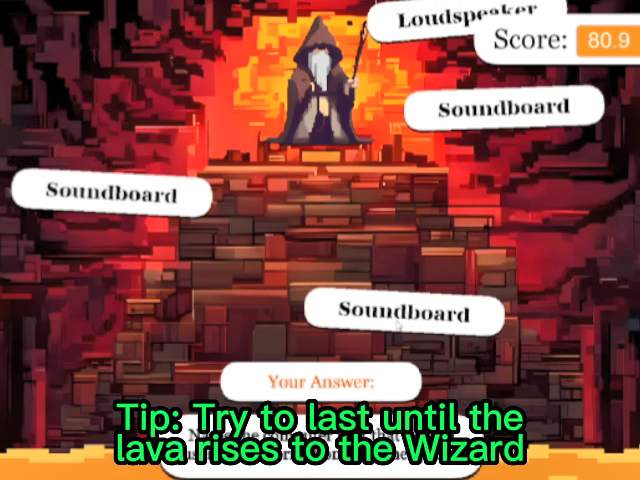 Loudspeaker
Score: 80.9
Soundboard
Soundboard
Soundboard
Your Answer:
Tip: Try to last until the
lava rises to the Wizard